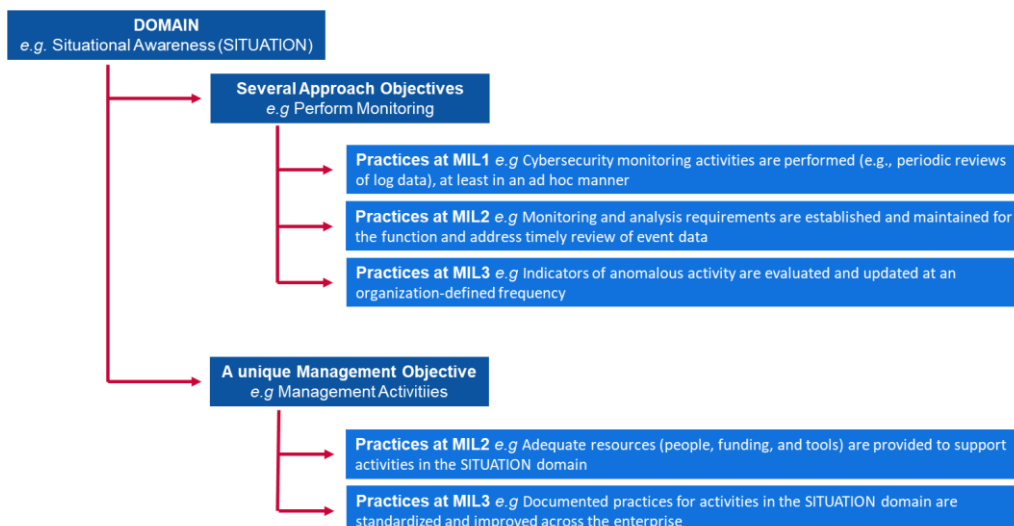 DOMAIN
e.g. Situational Awareness (SITUATION)
Several Approach Objectives
e.g Perform Monitoring
Practices at MIL1 e.g Cybersecurity monitoring activities are performed (e.g., periodic reviews
of log data), at least in an ad hoc manner
Practices at MIL2 e.g Monitoring and analysis requirements are established and maintained for
the function and address timely review of event data
Practices at MIL3 e.g Indicators of anomalous activity are evaluated and updated at an
organization-defined frequency
A unique Management Objective
e.g Management Activitiies
Practices at MIL2 e.g Adequate resources (people, funding, and tools) are provided to support
activities in the SITUATION domain
Practices at MIL3 e.g Documented practices for activities in the SITUATION domain are
standardized and improved across the enterprise